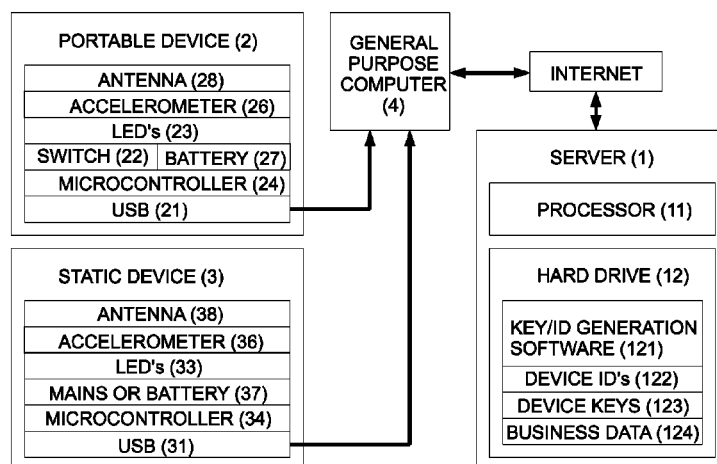 PORTABLE DEVICE (2)
ANTENNA (28)
ACCELEROMETER (26)
LED's (23)
SWITCH (22)
BATTERY (27)
MICROCONTROLLER (24)
USB (21)
STATIC DEVICE (3)
ANTENNA (38)
ACCELEROMETER (36)
LED's (33)
MAINS OR BATTERY (37)
MICROCONTROLLER (34)
USB (31)
GENERAL
PURPOSE
COMPUTER
(4)
INTERNET
SERVER (1)
PROCESSOR (11)
HARD DRIVE (12)
KEY/ID GENERATION
SOFTWARE (121)
DEVICE ID's (122)
DEVICE KEYS (123)
BUSINESS DATA (124)